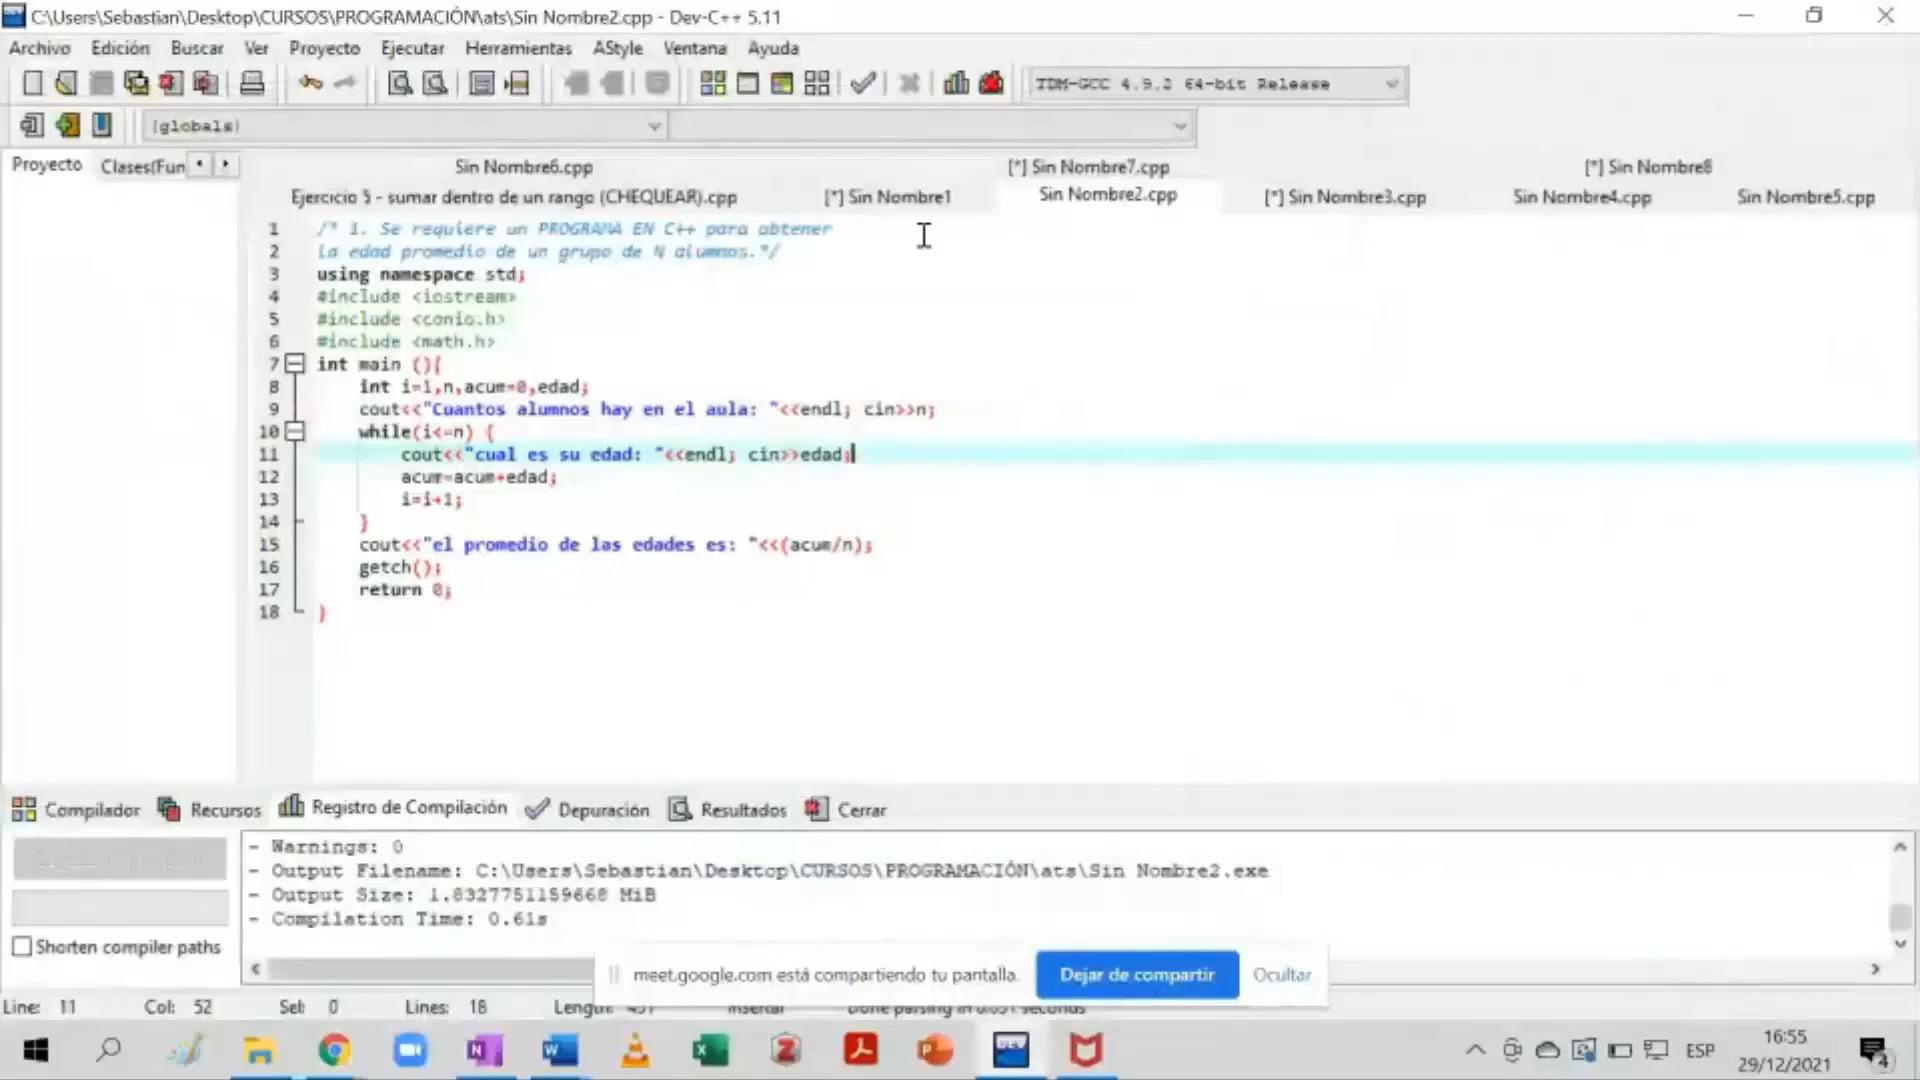 C:\Users\Sebastian\Desktop\CURSOS\PROGRAMACIÓN\ats\Sin Nombre2.cpp - Dev-C++ 5.11
Archivo Edición Buscar Ver Proyecto Ejecutar Herramientas AStyle Ventana Ayuda
TDM-GCC 4.9.2 64-bit Release
(globals)
Proyecto Clases(Fun
Sin Nombre6.cpp [*] Sin Nombre7.cpp [*] Sin Nombre8
Ejercicio 5 - sumar dentro de un rango (CHEQUEAR).cpp [*] Sin Nombre1 Sin Nombre2.cpp [*] Sin Nombre3.cpp Sin Nombre4.cpp Sin Nombre5.cpp
1 /* 1. Se requiere un PROGRAMA EN C++ para obtener
2 la edad promedio de un grupo de N alumnos.*/
3 using namespace std;
4 #include <iostream>
5 #include <conio.h>
6 #include <math.h>
7 int main (){
8 int i=1,n,acum=0,edad;
9 cout<<"Cuantos alumnos hay en el aula: "<<endl; cin>>n;
10 while(i<=n) {
11 cout<<"cual es su edad: "<<endl; cin>>edad;
12 acum=acum+edad;
13 i=i+1;
14 }
15 cout<<"el promedio de las edades es: "<<(acum/n);
16 getch();
17 return 0;
18 }
Compilador Recursos Registro de Compilación Depuración Resultados Cerrar
- Warnings: 0
- Output Filename: C:\Users\Sebastian\Desktop\CURSOS\PROGRAMACIÓN\ats\Sin Nombre2.exe
- Output Size: 1.8327751159668 MiB
- Compilation Time: 0.61s
Shorten compiler paths
meet.google.com está compartiendo tu pantalla. Dejar de compartir Ocultar
Line: 11 Col: 52 Sel: 0 Lines: 18
DEV
ESP
16:55
29/12/2021
4